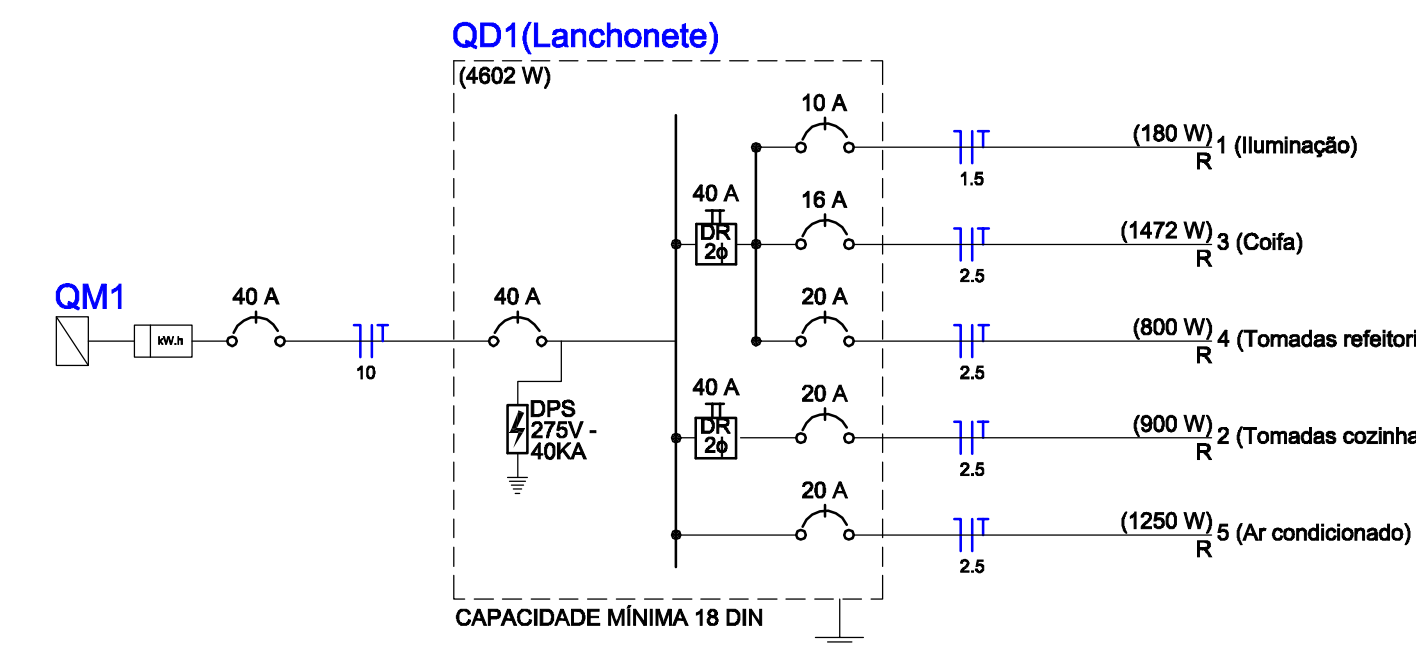 QD1(Lanchonete)
(4602 W)
10 A
(180 W)
1 (Iluminação)
R
1.5
40 A
DR
2ϕ
16 A
(1472 W)
3 (Coifa)
R
2.5
QM1
kW.h
40 A
10
40 A
20 A
(800 W)
4 (Tomadas refeitori
R
2.5
DPS
275V -
40KA
40 A
DR
2ϕ
20 A
(900 W)
2 (Tomadas cozinha
R
2.5
20 A
(1250 W)
5 (Ar condicionado)
R
2.5
CAPACIDADE MÍNIMA 18 DIN